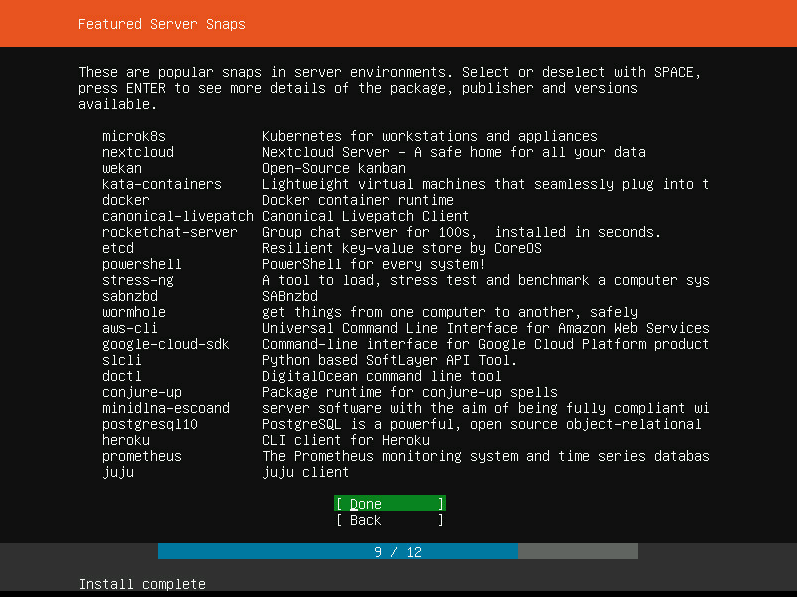 Featured Server Snaps
These are popular snaps in server environments. Select or deselect with SPACE,
press ENTER to see more details of the package, publisher and versions
available.
microk8s Kubernetes for workstations and appliances
nextcloud Nextcloud Server - A safe home for all your data
wekan Open-Source kanban
kata-containers Lightweight virtual machines that seamlessly plug into t
docker Docker container runtime
canonical-livepatch Canonical Livepatch Client
rocketchat-server Group chat server for 100s,  installed in seconds.
etcd Resilient key-value store by CoreOS
powershell PowerShell for every system!
stress-ng A tool to load, stress test and benchmark a computer sys
sabnzbd SABnzbd
wormhole get things from one computer to another, safely
aws-cli Universal Command Line Interface for Amazon Web Services
google-cloud-sdk Command-line interface for Google Cloud Platform product
slcli Python based SoftLayer API Tool.
doctl DigitalOcean command line tool
conjure-up Package runtime for conjure-up spells
minidlna-escoand server software with the aim of being fully compliant wi
postgresql10 PostgreSQL is a powerful, open source object-relational
heroku CLI client for Heroku
prometheus The Prometheus monitoring system and time series databas
juju juju client
[ Done ]
[ Back ]
9 / 12
Install complete